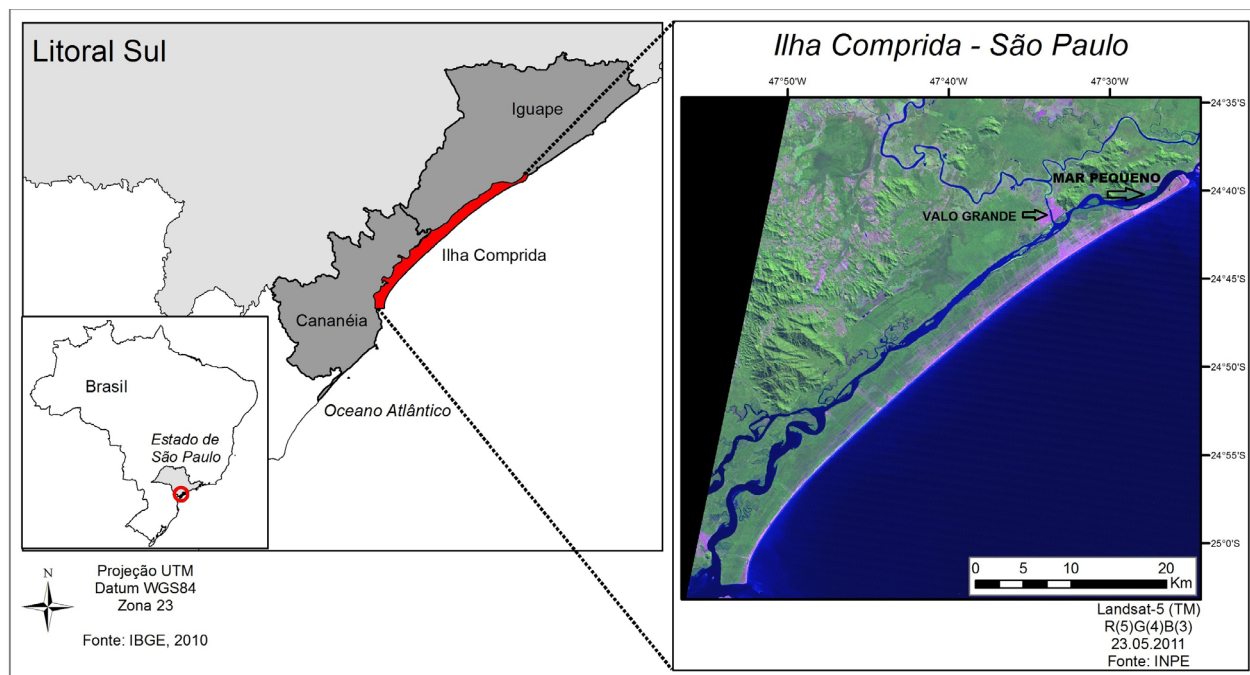 Litoral Sul
Iguape
Ilha Comprida
Cananéia
Oceano Atlântico
Brasil
Estado de
São Paulo
N
Projeção UTM
Datum WGS84
Zona 23
Fonte: IBGE, 2010
Ilha Comprida - São Paulo
47°50'W
47°40'W
47°30'W
24°35'S
MAR PEQUENO
24°40'S
VALO GRANDE
24°45'S
24°50'S
24°55'S
25°0'S
0 5 10 20
Km
Landsat-5 (TM)
R(5)G(4)B(3)
23.05.2011
Fonte: INPE